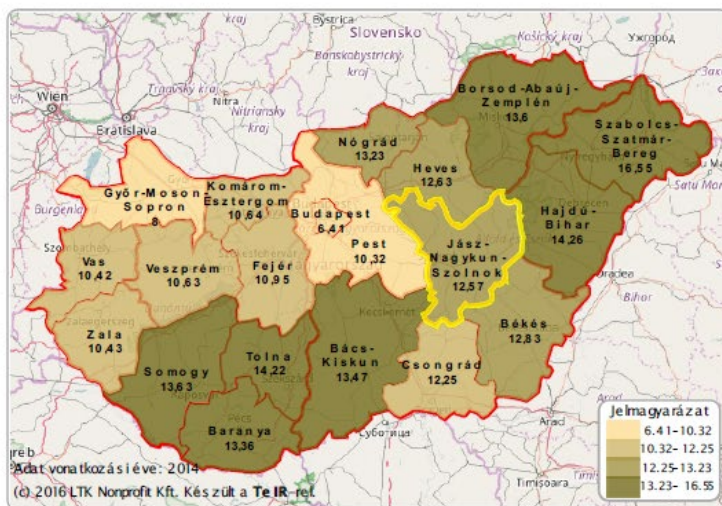 Wien
Bratislava
Nitra
Nitriansky kraj
Trnavský kraj
Bystrica
Slovensko
Banskobystrický kraj
Košický kraj
Ужгород
Borsod-Abaúj-
Zemplén
13,6
Szabolcs-
Szatmár-
Bereg
16,55
Nógrád
13,23
Heves
12,63
Győr-Moson
Sopron
8
Komárom-
Esztergom
10,64
Budapest
6,41
Pest
10,32
Hajdú-
Bihar
14,26
Jász-
Nagykun-
Szolnok
12,57
Vas
10,42
Veszprém
10,63
Fejér
10,95
Zala
10,43
Somogy
13,63
Tolna
14,22
Bács-
Kiskun
13,47
Békés
12,83
Csongrád
12,25
Baranya
13,36
Satu Mare
Oradea
Bihor
Arad
Суботица
Timișoara
Timiș
Jelmagyarázat
6.41-10.32
10.32-12.25
12.25-13.23
13.23-16.55
Adat vonatkozási éve: 2014
(c) 2016 LTK Nonprofit Kft. Készült a TeIR-rel.